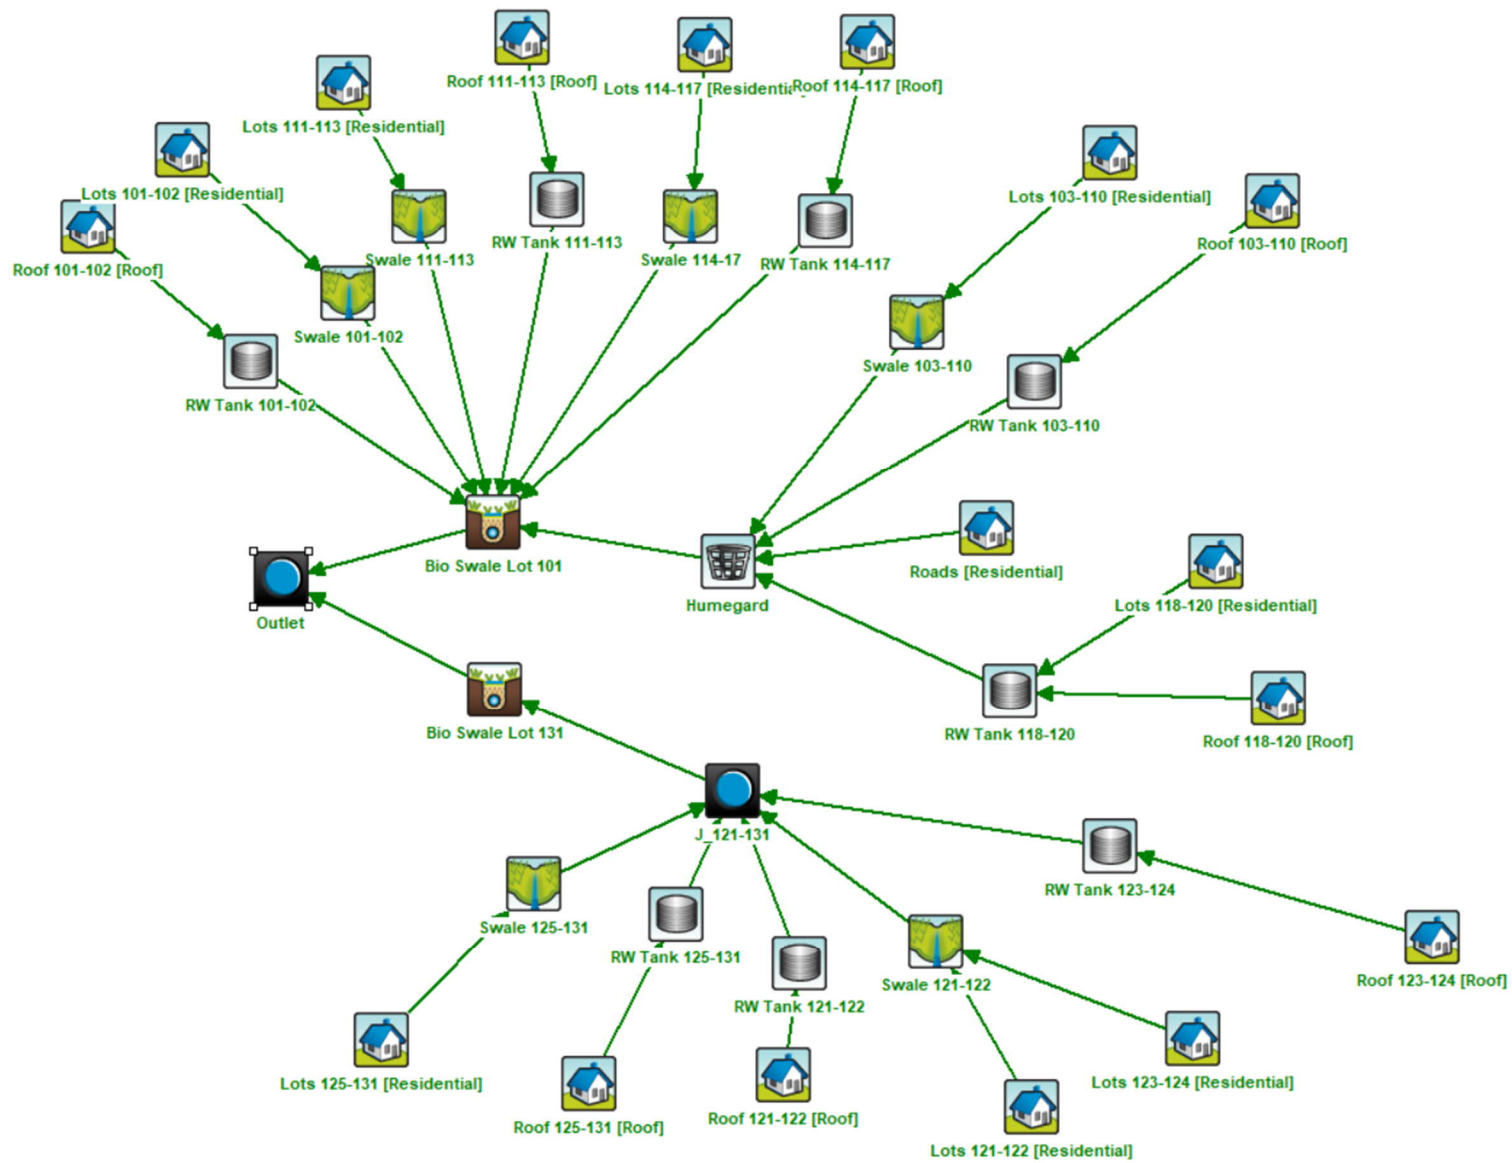 Roof 111-113 [Roof]
Lots 114-117 [Residential]
Roof 114-117 [Roof]
Lots 111-113 [Residential]
Lots 101-102 [Residential]
Lots 103-110 [Residential]
Roof 103-110 [Roof]
Roof 101-102 [Roof]
Swale 111-113
RW Tank 111-113
Swale 114-17
RW Tank 114-117
Swale 101-102
Swale 103-110
RW Tank 101-102
RW Tank 103-110
Bio Swale Lot 101
Roads [Residential]
Humegard
Lots 118-120 [Residential]
Outlet
Bio Swale Lot 131
RW Tank 118-120
Roof 118-120 [Roof]
J_121-131
RW Tank 123-124
Swale 125-131
RW Tank 125-131
RW Tank 121-122
Swale 121-122
Roof 123-124 [Roof]
Lots 125-131 [Residential]
Roof 125-131 [Roof]
Roof 121-122 [Roof]
Lots 123-124 [Residential]
Lots 121-122 [Residential]